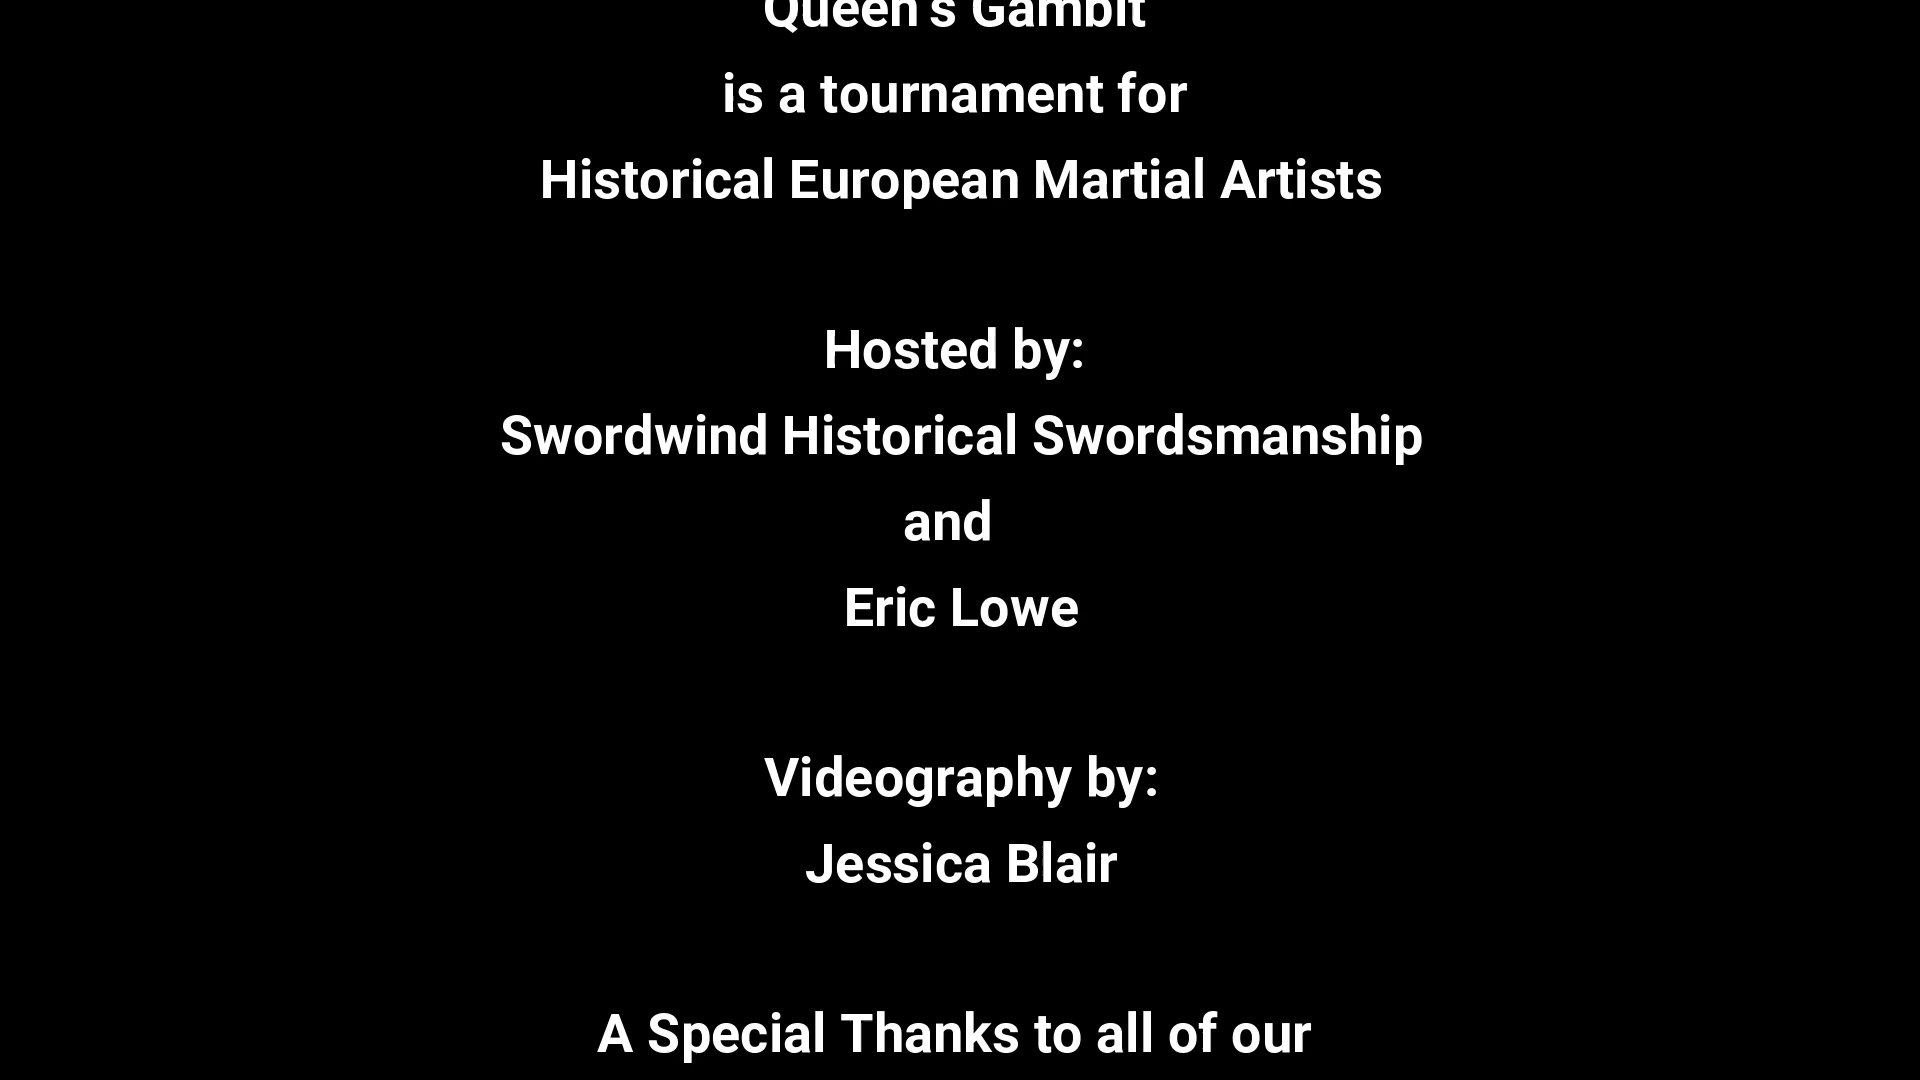 Queen's Gambit
is a tournament for
Historical European Martial Artists
Hosted by:
Swordwind Historical Swordsmanship
and
Eric Lowe
Videography by:
Jessica Blair
A Special Thanks to all of our